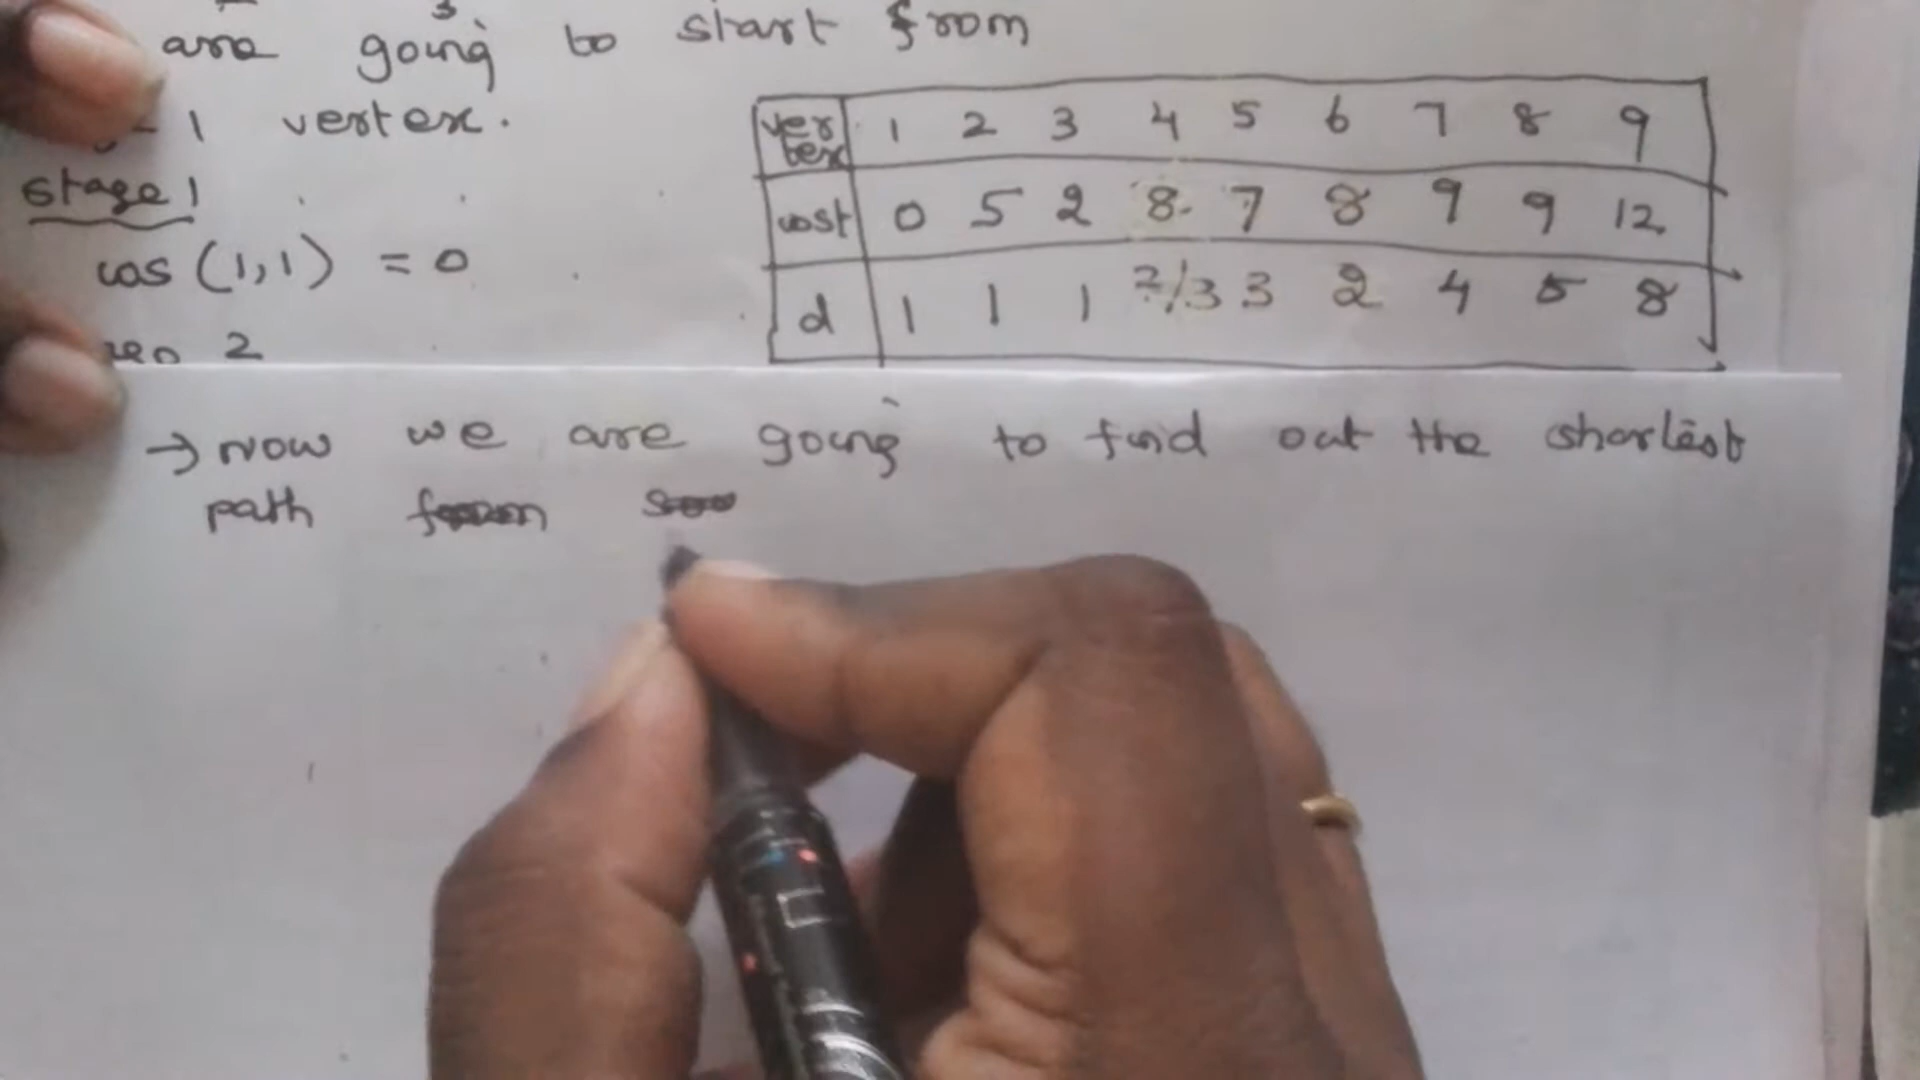 are going to start from
1 vertex.
stage 1
cos (1,1) = 0
2
vertex 1 2 3 4 5 6 7 8 9
cost 0 5 2 8 7 8 9 9 12
d 1 1 1 2/3 3 2 4 5 8
→ now we are going to find out the shortest
path